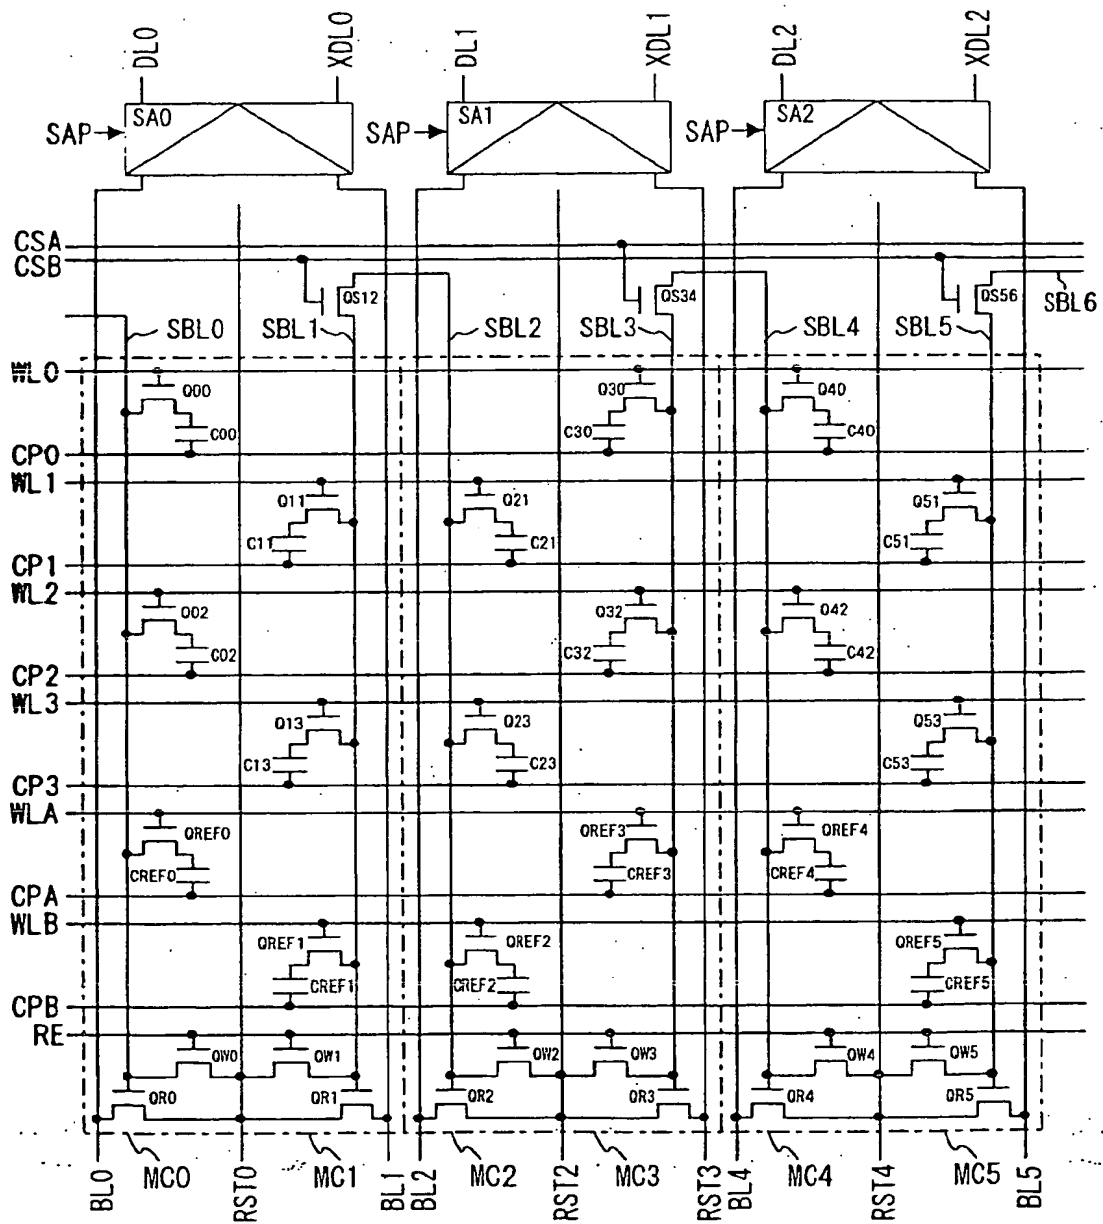 DL0 XDL0 DL1 XDL1 DL2 XDL2
SAP SA0 SAP SA1 SAP SA2
CSA
CSB
QS12 QS34 QS56
SBL6
SBL0 SBL1 SBL2 SBL3 SBL4 SBL5
WL0
Q00 Q30 Q40
C00 C30 C40
CP0
WL1
Q11 Q21 Q51
C11 C21 C51
CP1
WL2
Q02 Q32 Q42
C02 C32 C42
CP2
WL3
Q13 Q23 Q53
C13 C23 C53
CP3
WLA
QREF0 QREF3 QREF4
CREF0 CREF3 CREF4
CPA
WLB
QREF1 QREF2 QREF5
CREF1 CREF2 CREF5
CPB
RE
QW0 QW1 QW2 QW3 QW4 QW5
QR0 QR1 QR2 QR3 QR4 QR5
BL0 MC0 RST0 MC1 BL1 BL2 MC2 RST2 MC3 RST3 BL4 MC4 RST4 MC5 BL5